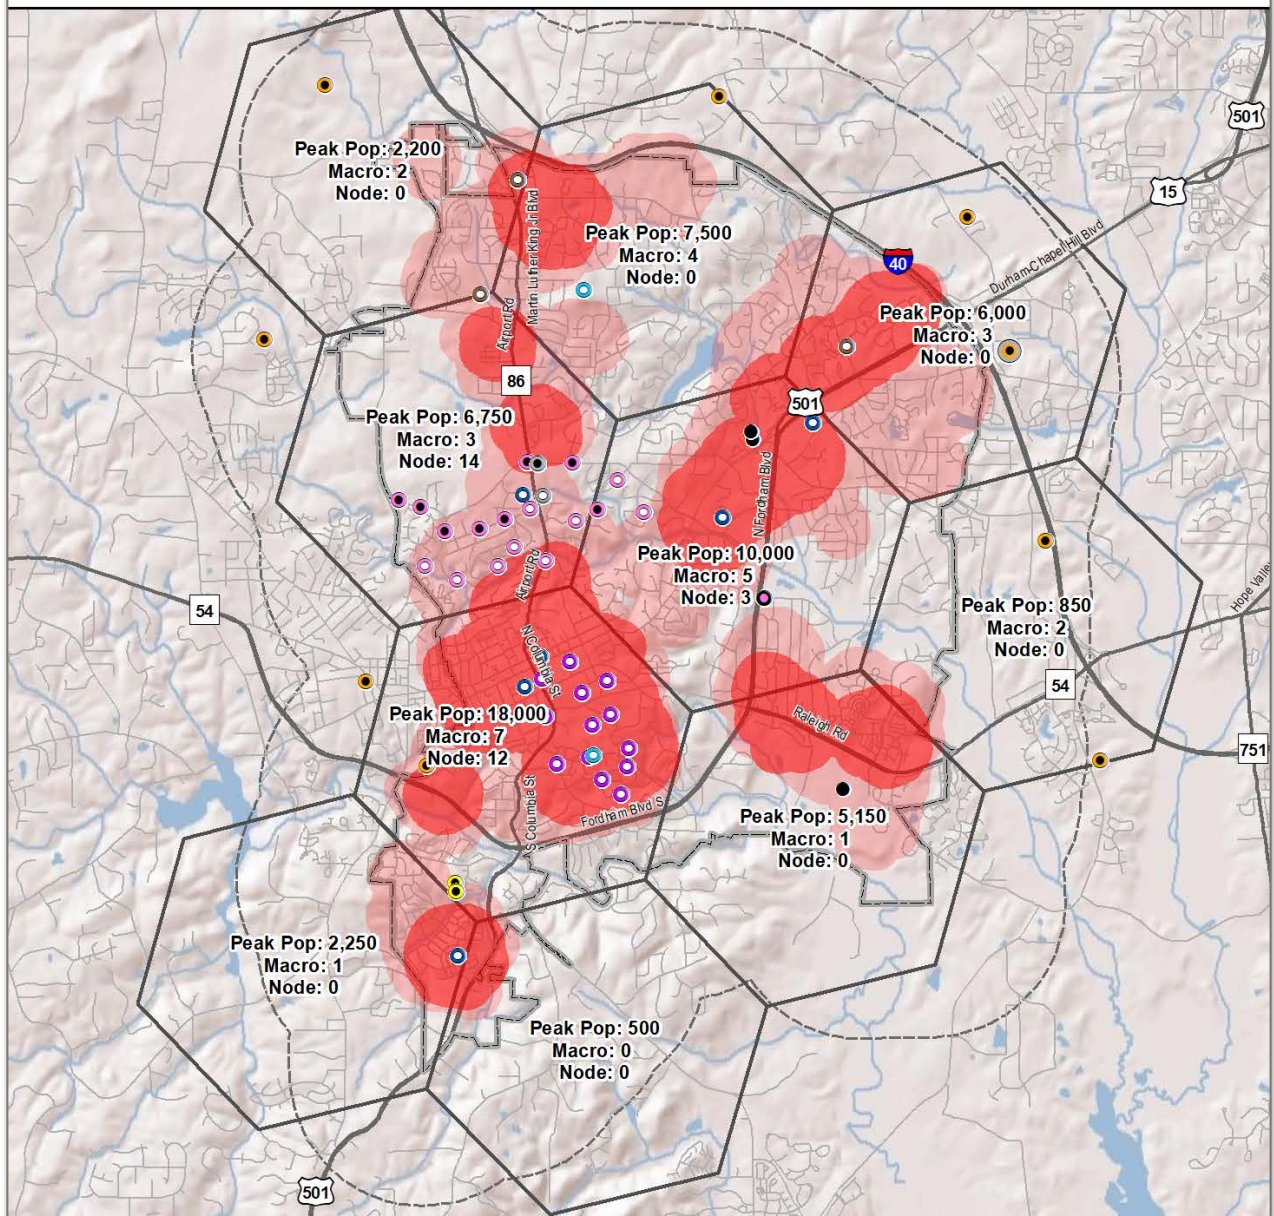 501
15
Durham-Chapel Hill Blvd
40
Peak Pop: 2,200
Macro: 2
Node: 0
Martin Luther King Jr Blvd
Peak Pop: 7,500
Macro: 4
Node: 0
Airport Rd
Peak Pop: 6,000
Macro: 3
Node: 0
86
501
Peak Pop: 6,750
Macro: 3
Node: 14
N Fordham Blvd
Peak Pop: 10,000
Macro: 5
Node: 3
Airport Rd
54
Peak Pop: 850
Macro: 2
Node: 0
Hope Valle
N Columbia St
54
Peak Pop: 18,000
Macro: 7
Node: 12
Raleigh Rd
751
S Columbia St
Fordham Blvd S
Peak Pop: 5,150
Macro: 1
Node: 0
Peak Pop: 2,250
Macro: 1
Node: 0
Peak Pop: 500
Macro: 0
Node: 0
501